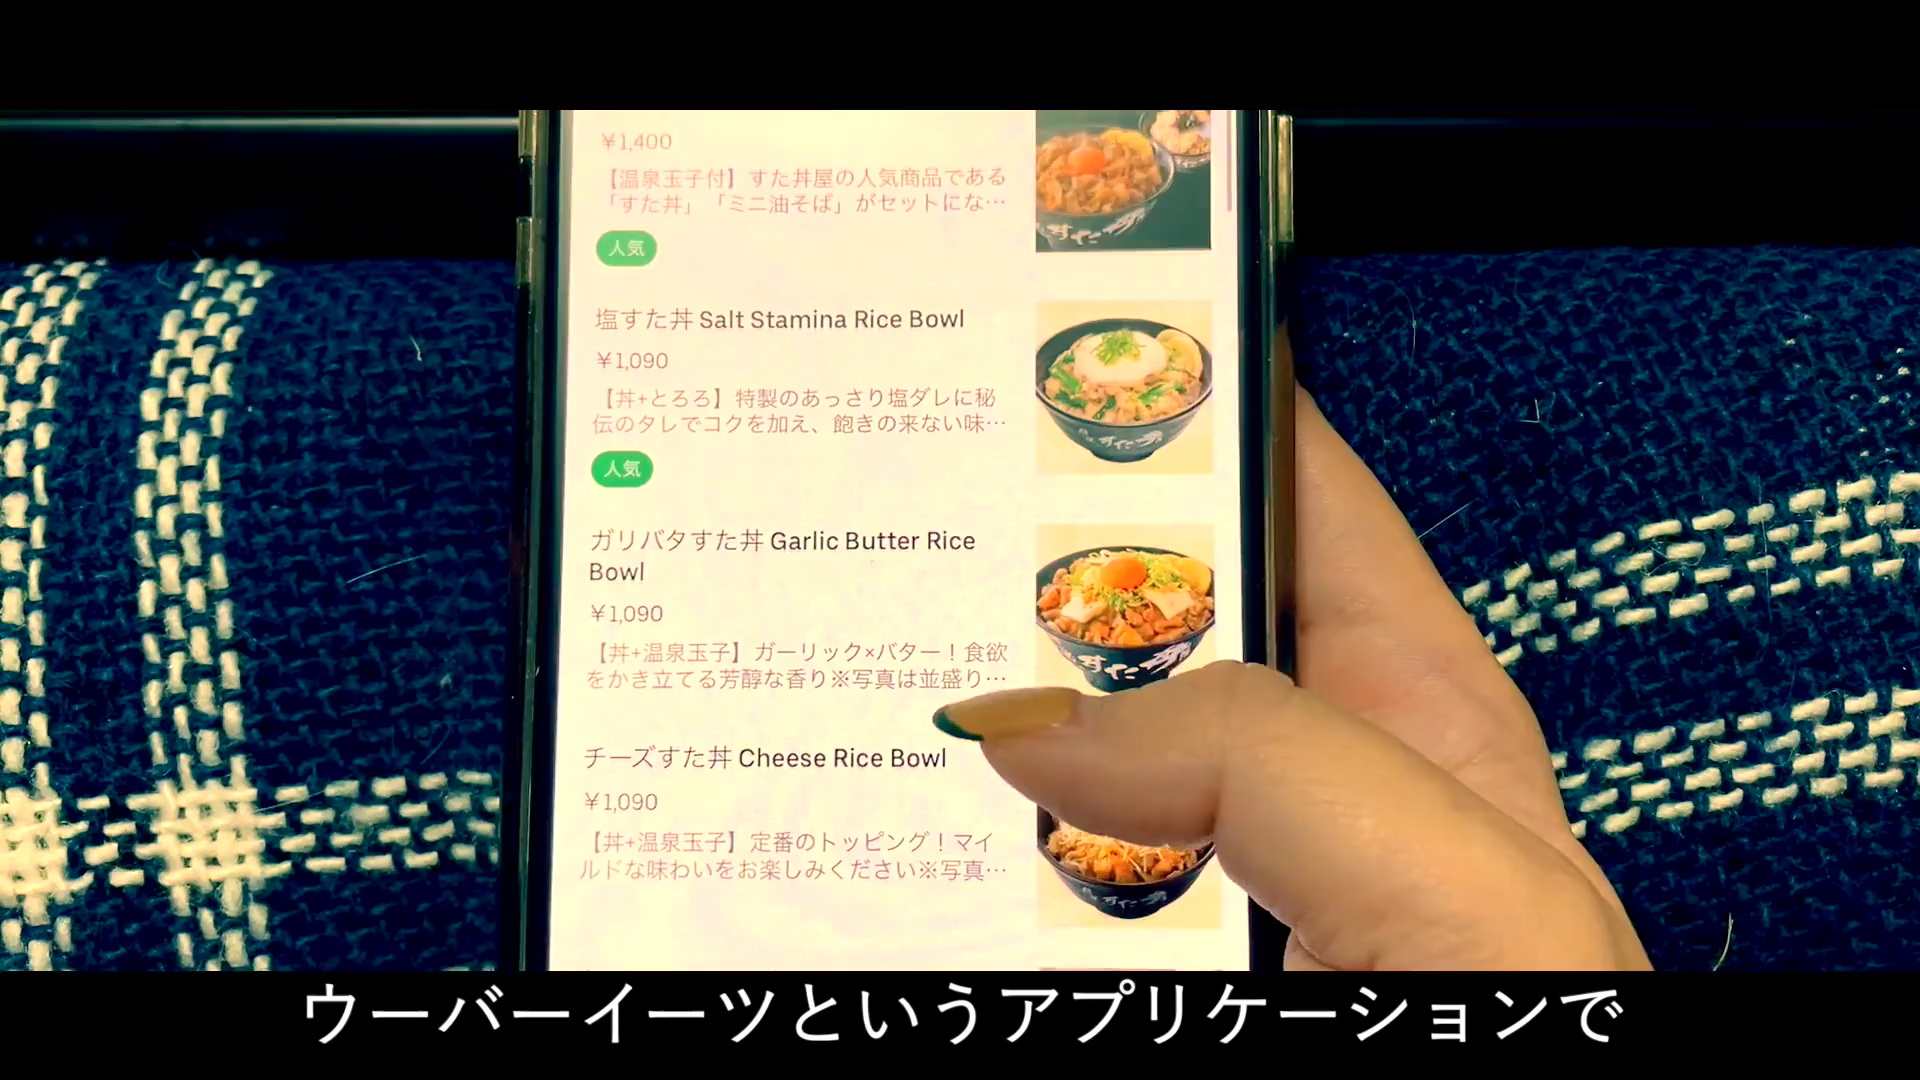 ¥1,400
【温泉玉子付】すた丼屋の人気商品である
「すた丼」「ミニ油そば」がセットにな…
人気
塩すた丼 Salt Stamina Rice Bowl
¥1,090
【丼+とろろ】特製のあっさり塩ダレに秘
伝のタレでコクを加え、飽きの来ない味…
人気
ガリバタすた丼 Garlic Butter Rice
Bowl
¥1,090
【丼+温泉玉子】ガーリック×バター！食欲
をかき立てる芳醇な香り※写真は並盛り…
チーズすた丼 Cheese Rice Bowl
¥1,090
【丼+温泉玉子】定番のトッピング！マイ
ルドな味わいをお楽しみください※写真…
ウーバーイーツというアプリケーションで